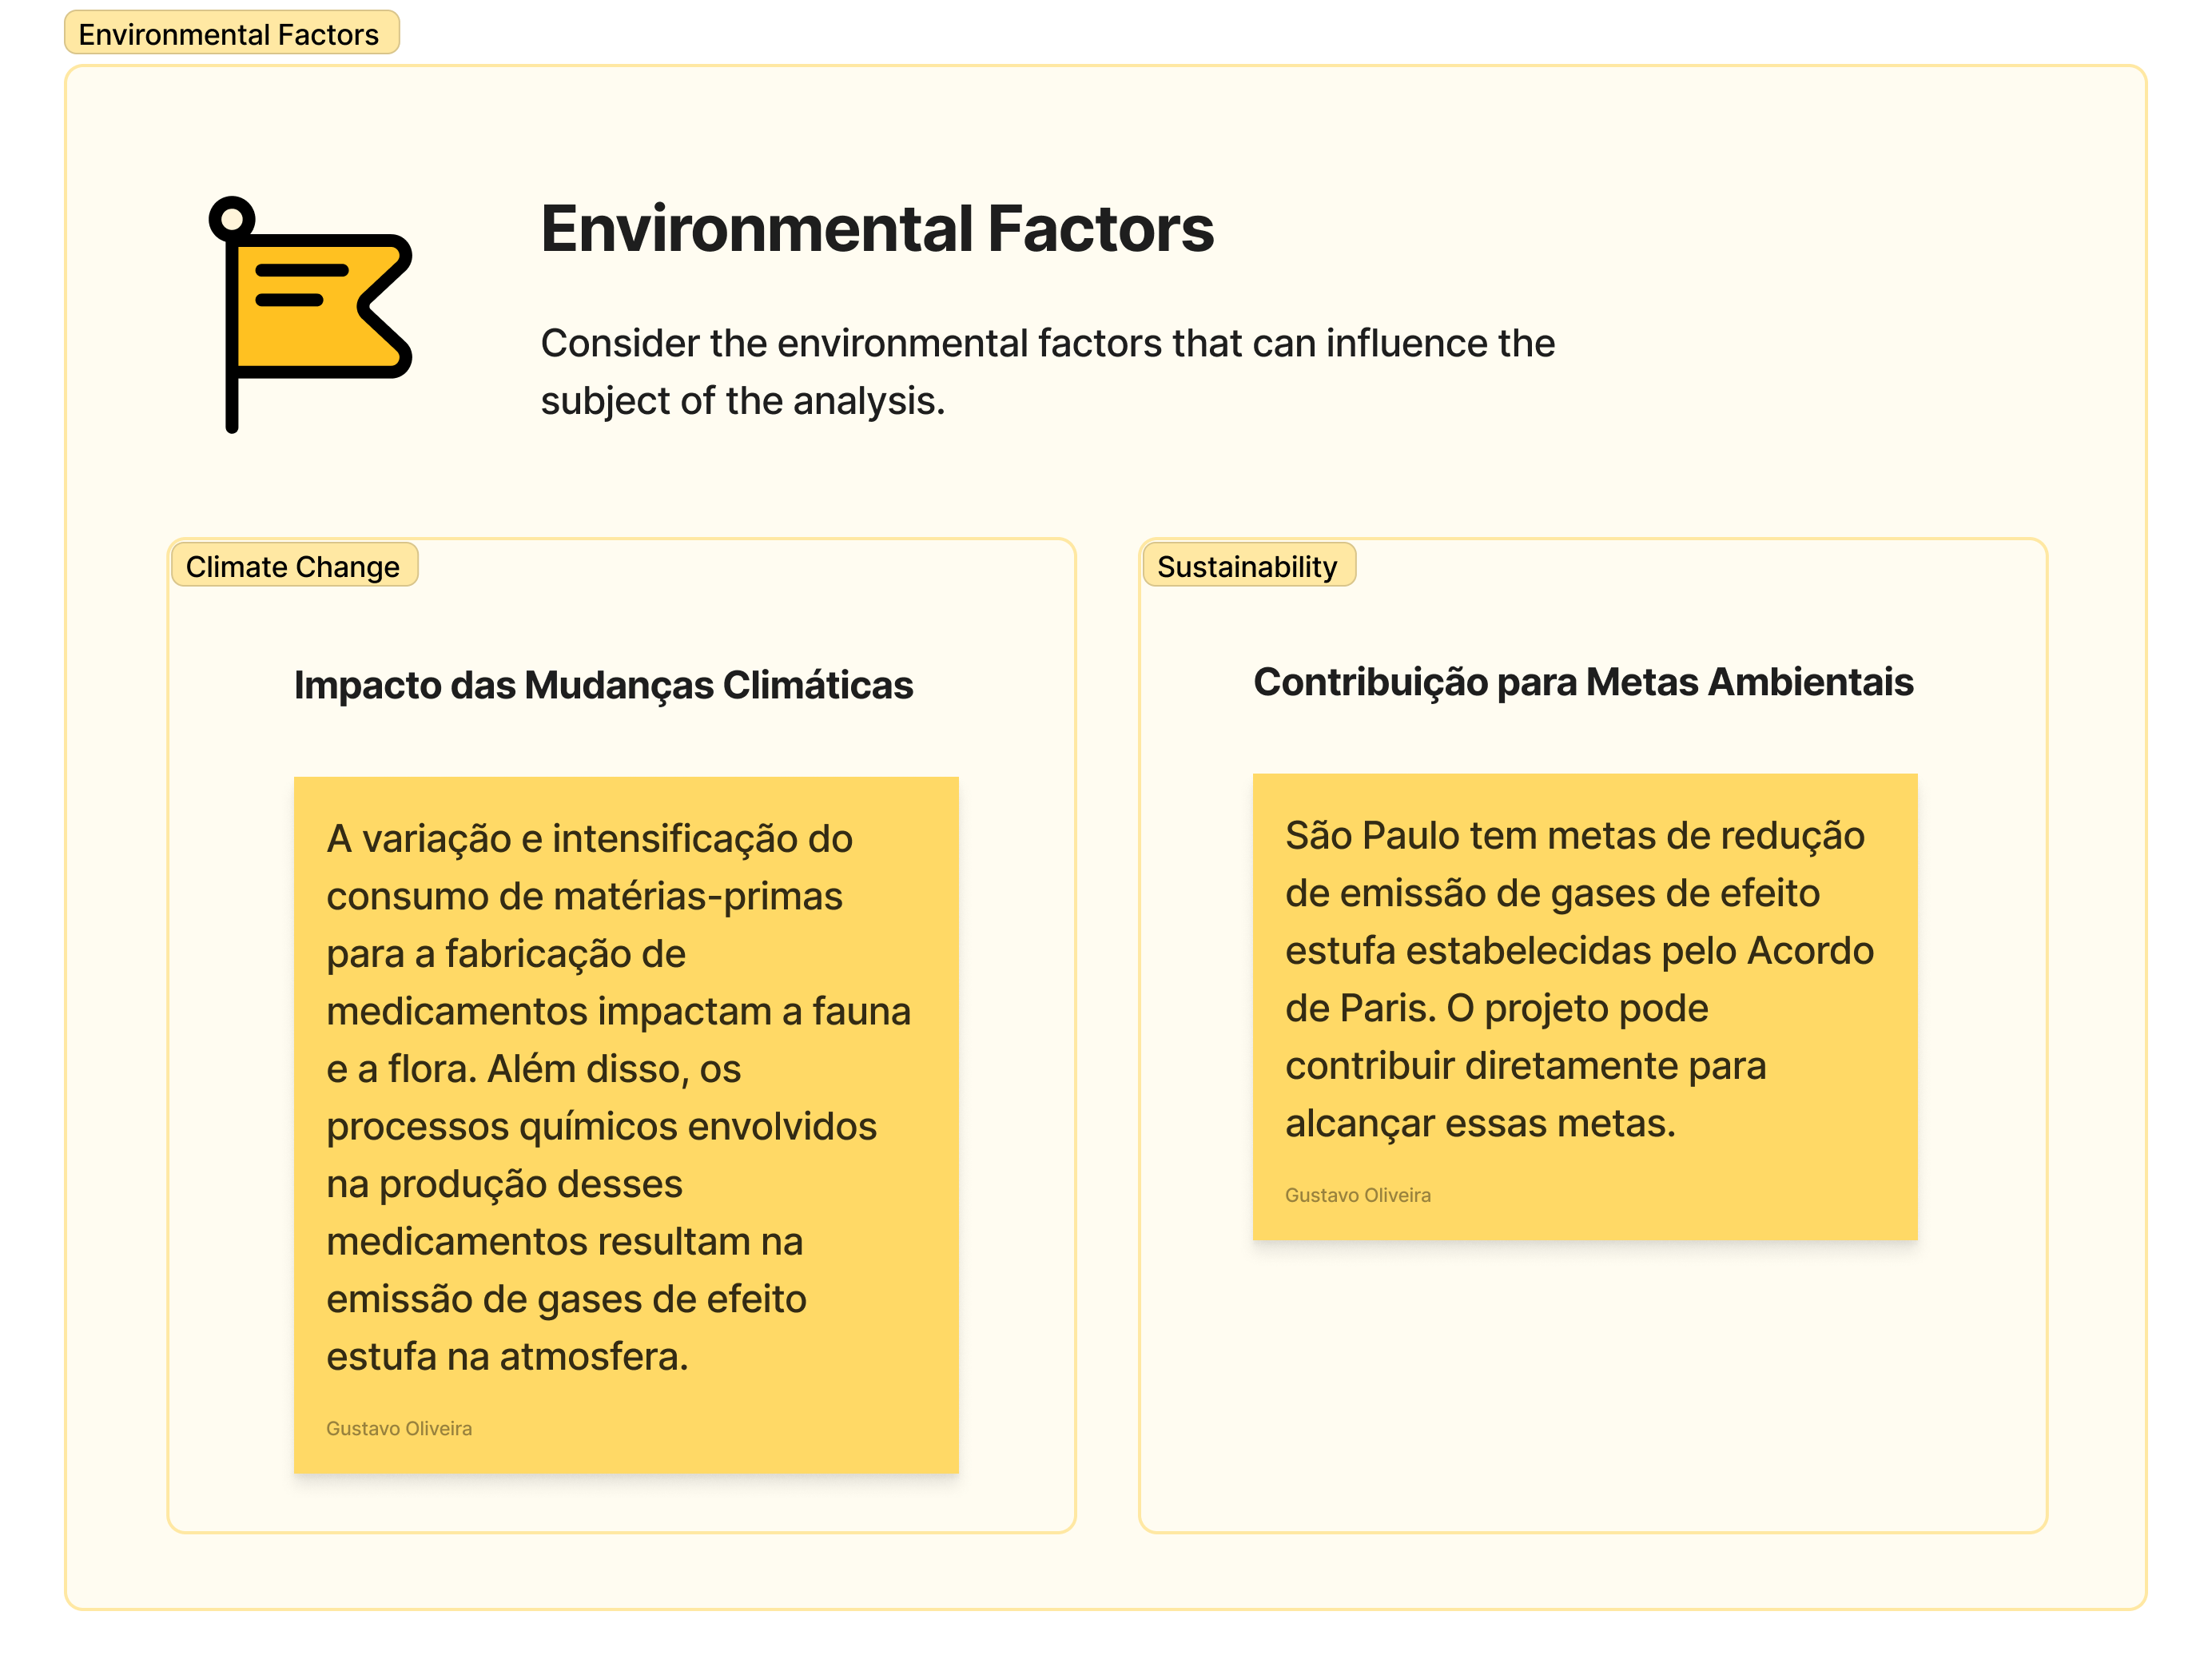 Environmental Factors
Environmental Factors
Consider the environmental factors that can influence the
subject of the analysis.
Climate Change
Impacto das Mudanças Climáticas
A variação e intensificação do
consumo de matérias-primas
para a fabricação de
medicamentos impactam a fauna
e a flora. Além disso, os
processos químicos envolvidos
na produção desses
medicamentos resultam na
emissão de gases de efeito
estufa na atmosfera.
Gustavo Oliveira
Sustainability
Contribuição para Metas Ambientais
São Paulo tem metas de redução
de emissão de gases de efeito
estufa estabelecidas pelo Acordo
de Paris. O projeto pode
contribuir diretamente para
alcançar essas metas.
Gustavo Oliveira